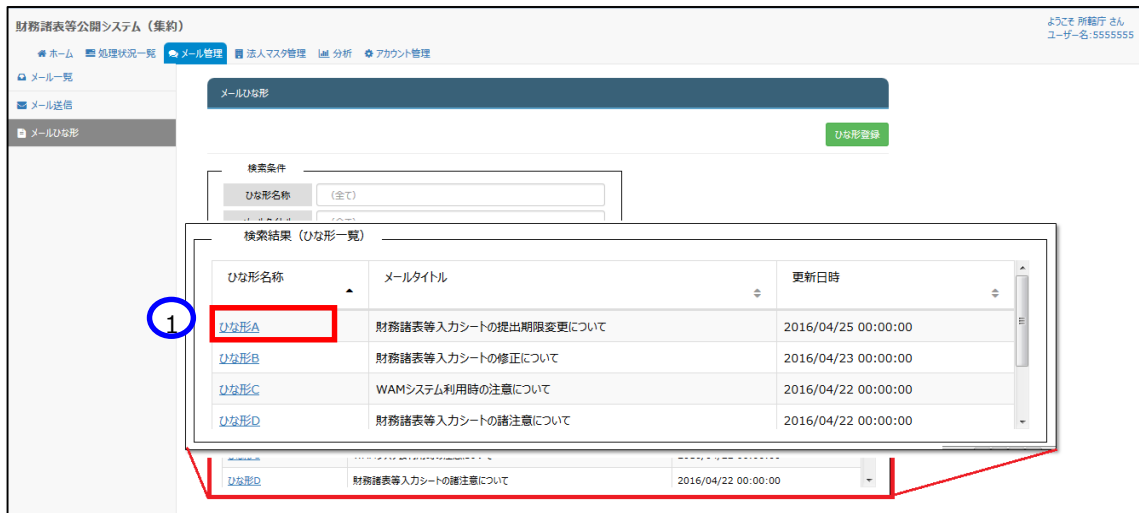 財務諸表等公開システム（集約）
ようこそ 所轄庁 さん
ユーザー名:5555555
ホーム 処理状況一覧 メール管理 法人マスタ管理 分析 アカウント管理
メール一覧
メール送信
メールひな形
メールひな形
ひな形登録
検索条件
ひな形名称 (全て)
検索結果（ひな形一覧）
ひな形名称 メールタイトル 更新日時
1
ひな形A 財務諸表等入力シートの提出期限変更について 2016/04/25 00:00:00
ひな形B 財務諸表等入力シートの修正について 2016/04/23 00:00:00
ひな形C WAMシステム利用時の注意について 2016/04/22 00:00:00
ひな形D 財務諸表等入力シートの諸注意について 2016/04/22 00:00:00
ひな形D 財務諸表等入力シートの諸注意について 2016/04/22 00:00:00